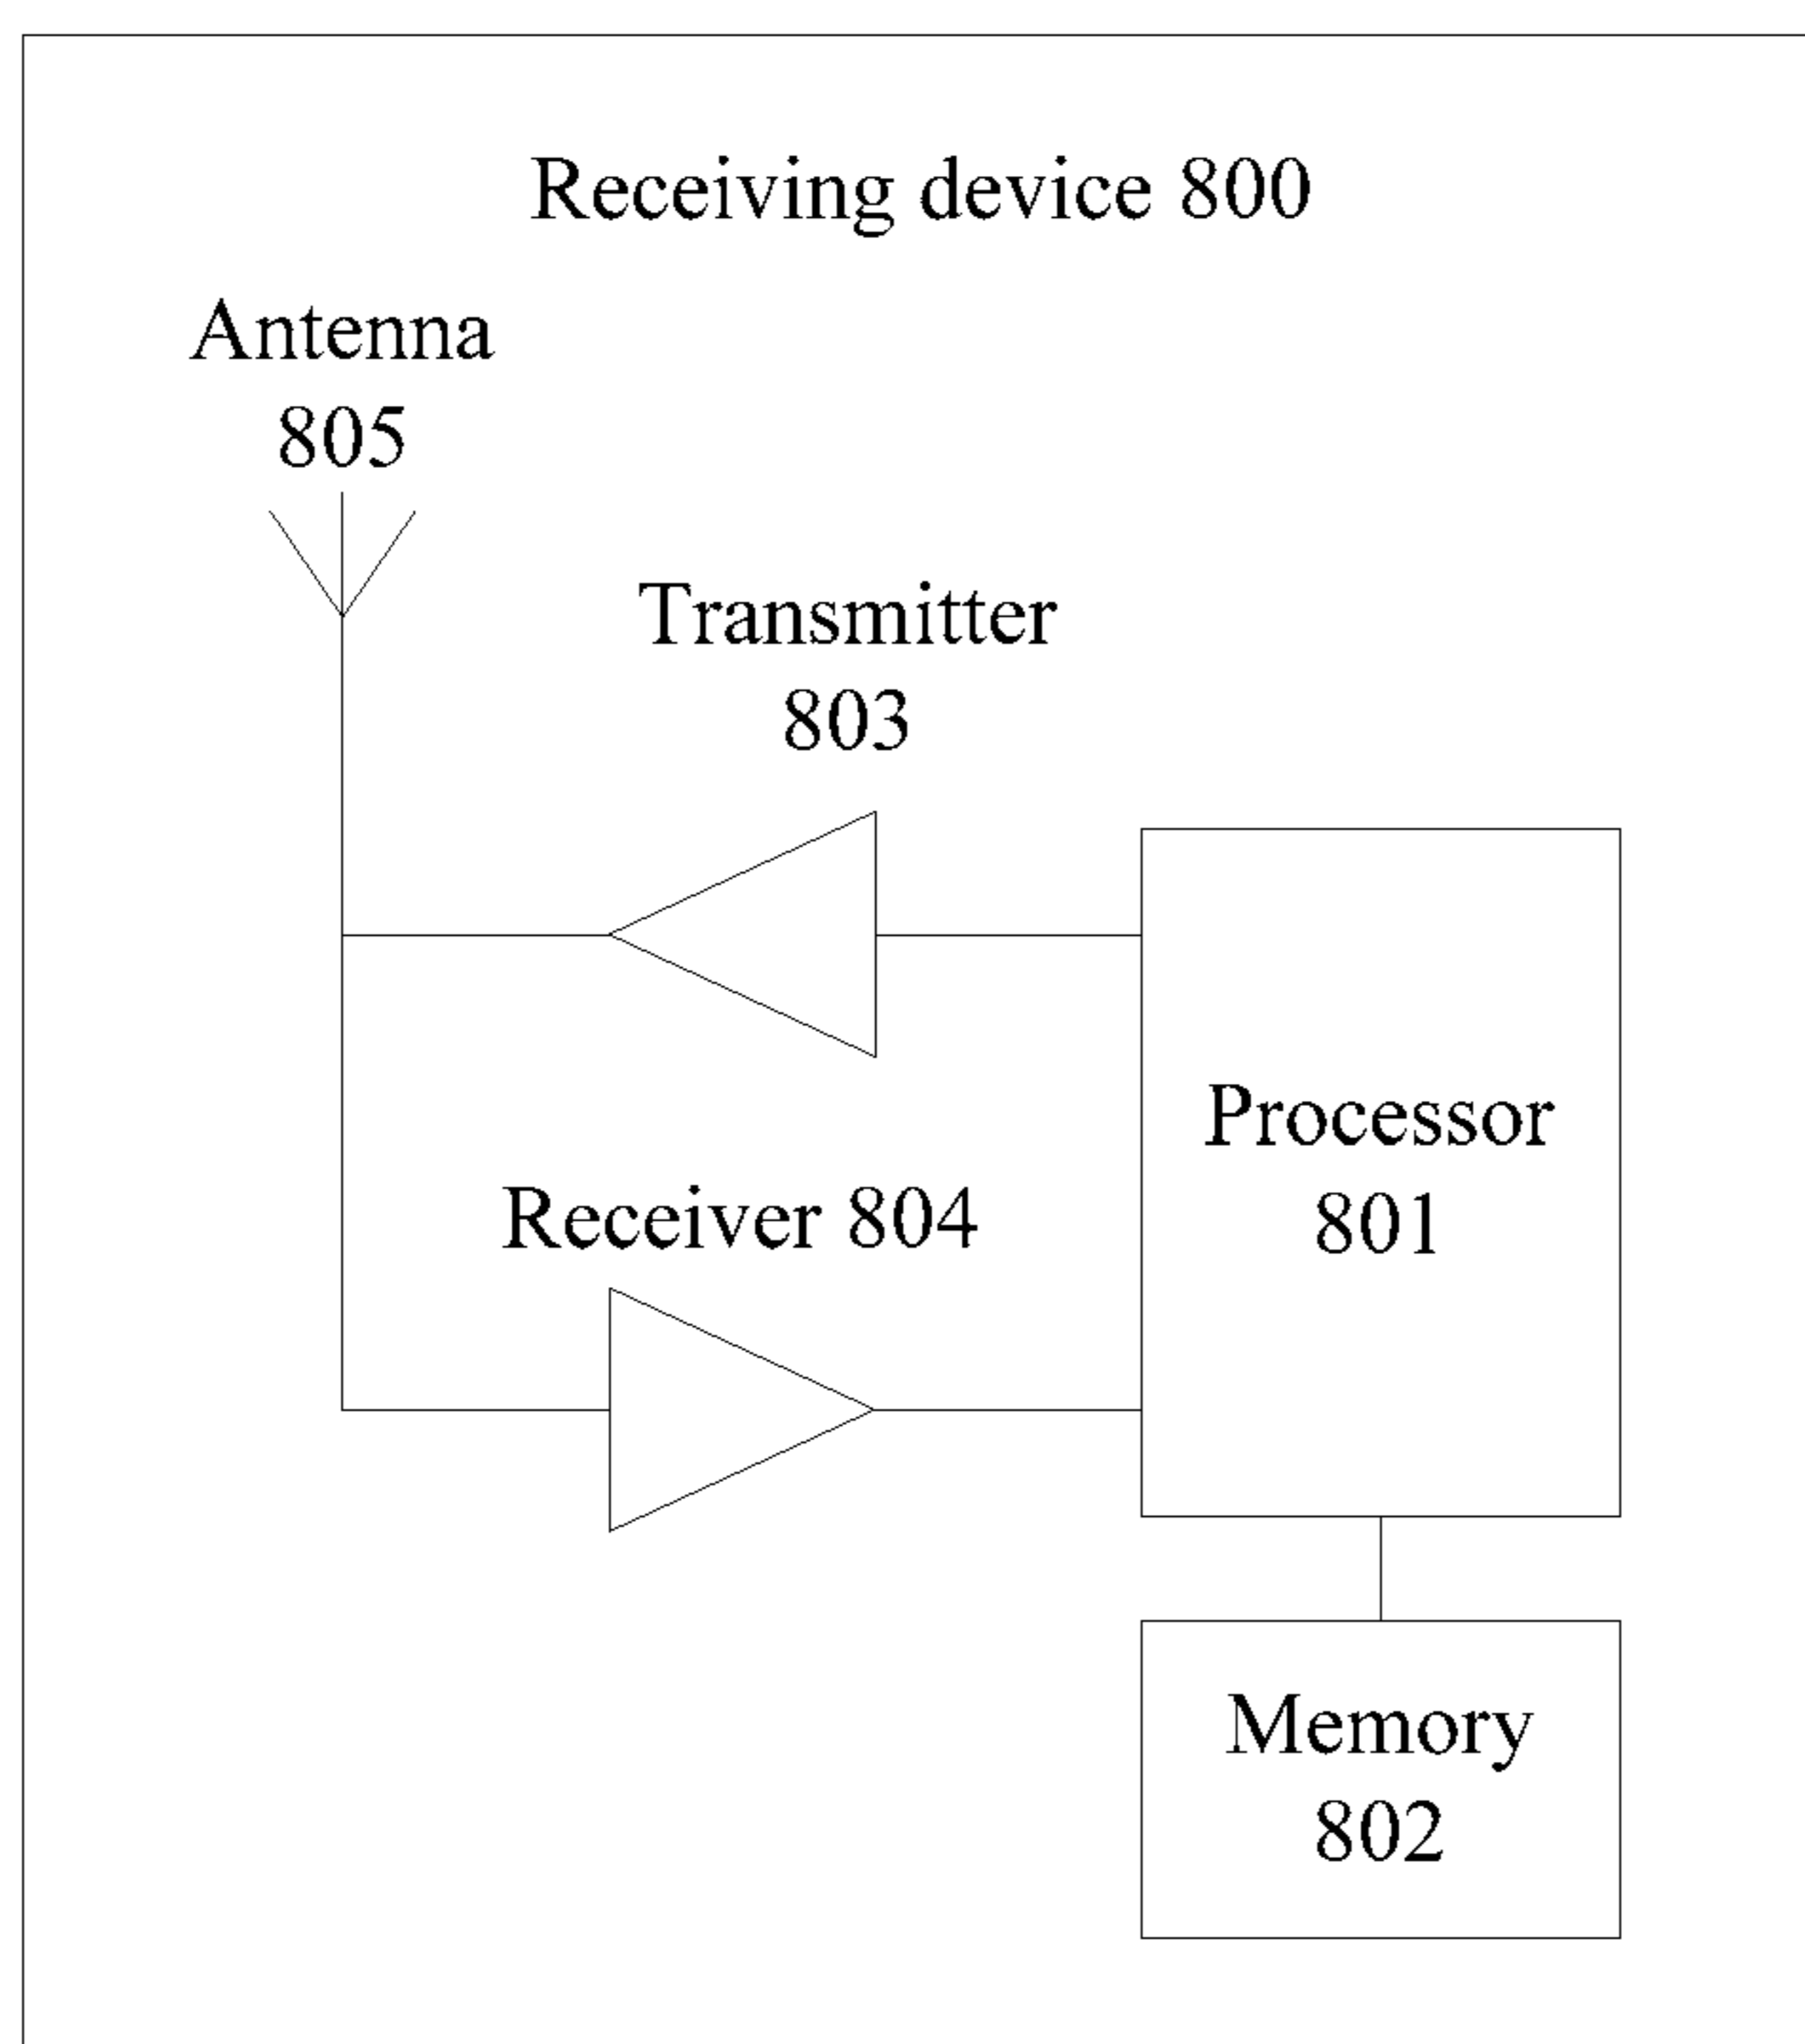 Receiving device 800
Antenna
805
Transmitter
803
Processor
801
Receiver 804
Memory
802